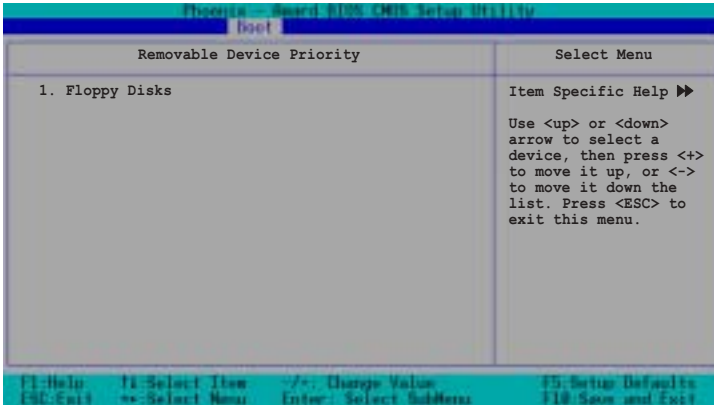 Phoenix - Award BIOS CMOS Setup Utility
Boot
Removable Device Priority
Select Menu
1. Floppy Disks
Item Specific Help
Use <up> or <down>
arrow to select a
device, then press <+>
to move it up, or <->
to move it down the
list. Press <ESC> to
exit this menu.
F1:Help ↑↓ Select Item -/+: Change Value F5:Setup Defaults
ESC:Exit ↔ Select Menu Enter: Select SubMenu F10 Save and Exit